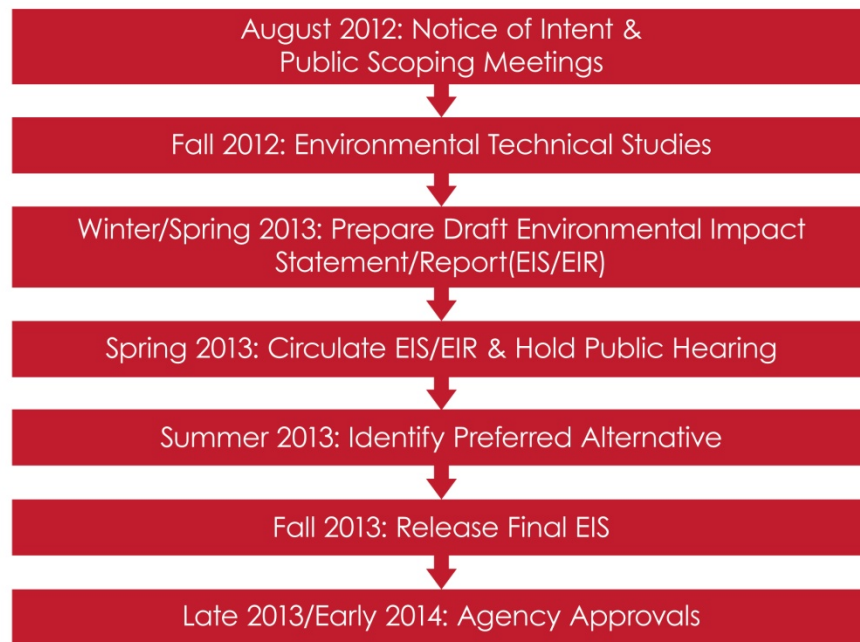 August 2012: Notice of Intent &
Public Scoping Meetings
Fall 2012: Environmental Technical Studies
Winter/Spring 2013: Prepare Draft Environmental Impact
Statement/Report(EIS/EIR)
Spring 2013: Circulate EIS/EIR & Hold Public Hearing
Summer 2013: Identify Preferred Alternative
Fall 2013: Release Final EIS
Late 2013/Early 2014: Agency Approvals